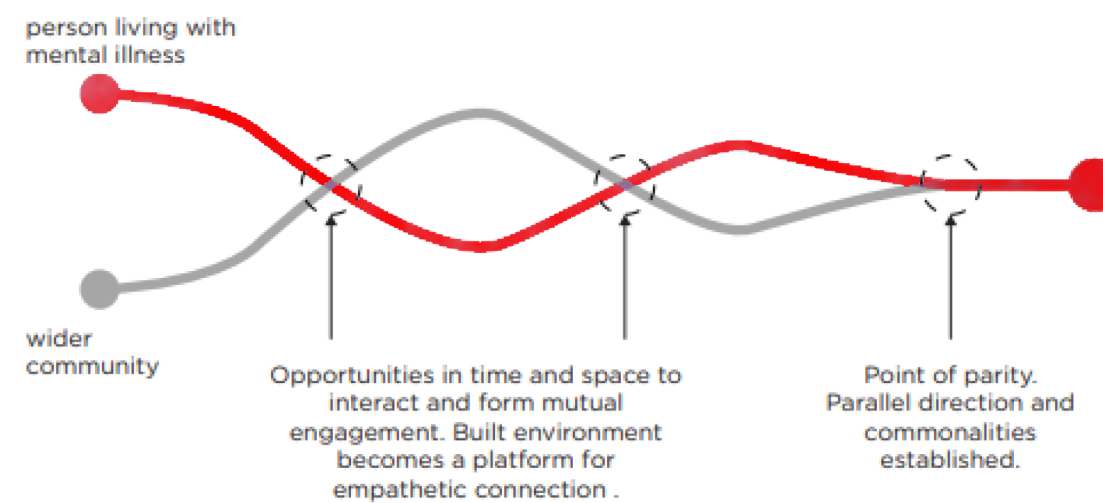 person living with
mental illness
wider
community
Opportunities in time and space to
interact and form mutual
engagement. Built environment
becomes a platform for
empathetic connection .
Point of parity.
Parallel direction and
commonalities
established.